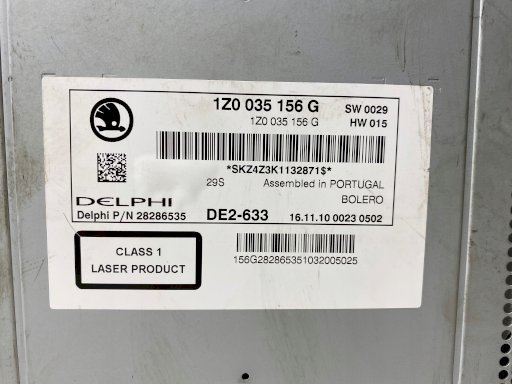 1Z0 035 156 G SW 0029
1Z0 035 156 G HW 015
*SKZ4Z3K1132871$*
29S Assembled in PORTUGAL
DELPHI BOLERO
Delphi P/N 28286535 DE2-633 16.11.10 0023 0502
CLASS 1
LASER PRODUCT
156G282865351032005025